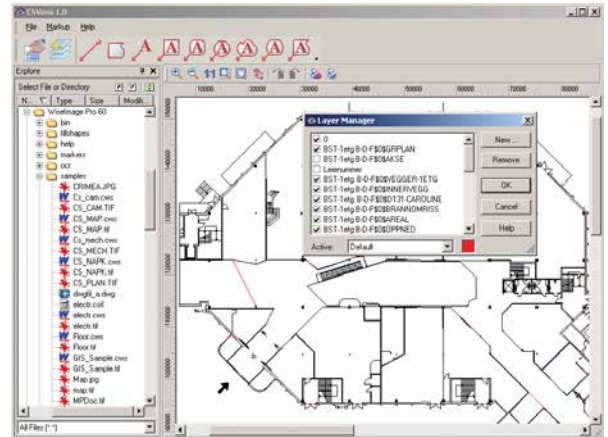 CSView 1.0
File Markup Help
Explore
Select File or Directory
N... Type Size Modifi...
WiseImage Pro 60
bin
fillshapes
help
markers
ocr
samples
CRIMEA.JPG
Cs_cam.cws
CS_CAM.TIF
CS_MAP.cws
CS_MAP.tif
Cs_mech.cws
CS_MECH.TIF
CS_NAPK.cws
CS_NAPK.tif
CS_PLAN.TIF
dwgfil_a.dwg
electr.cws
electr.tif
Floor.cws
Floor.tif
GIS_Sample.cws
GIS_Sample.tif
Map.jpg
map.tif
MPDoc.tif
All Files (*.*)
10000 20000 30000 40000 50000 60000 70000 80000 90000
Layer Manager
0
BST-1etg B-D-F$0$GRPLAN
BST-1etg B-D-F$0$AKSE
Leienummer
BST-1etg B-D-F$0$VEGGER-1ETG
BST-1etg B-D-F$0$INNERVEGG
BST-1etg B-D-F$0$D131-CAROLINE
BST-1etg B-D-F$0$BRANNOMRISS
BST-1etg B-D-F$0$AREAL
BST-1etg B-D-F$0$OPPNED
New...
Remove
OK
Cancel
Help
Active: Default